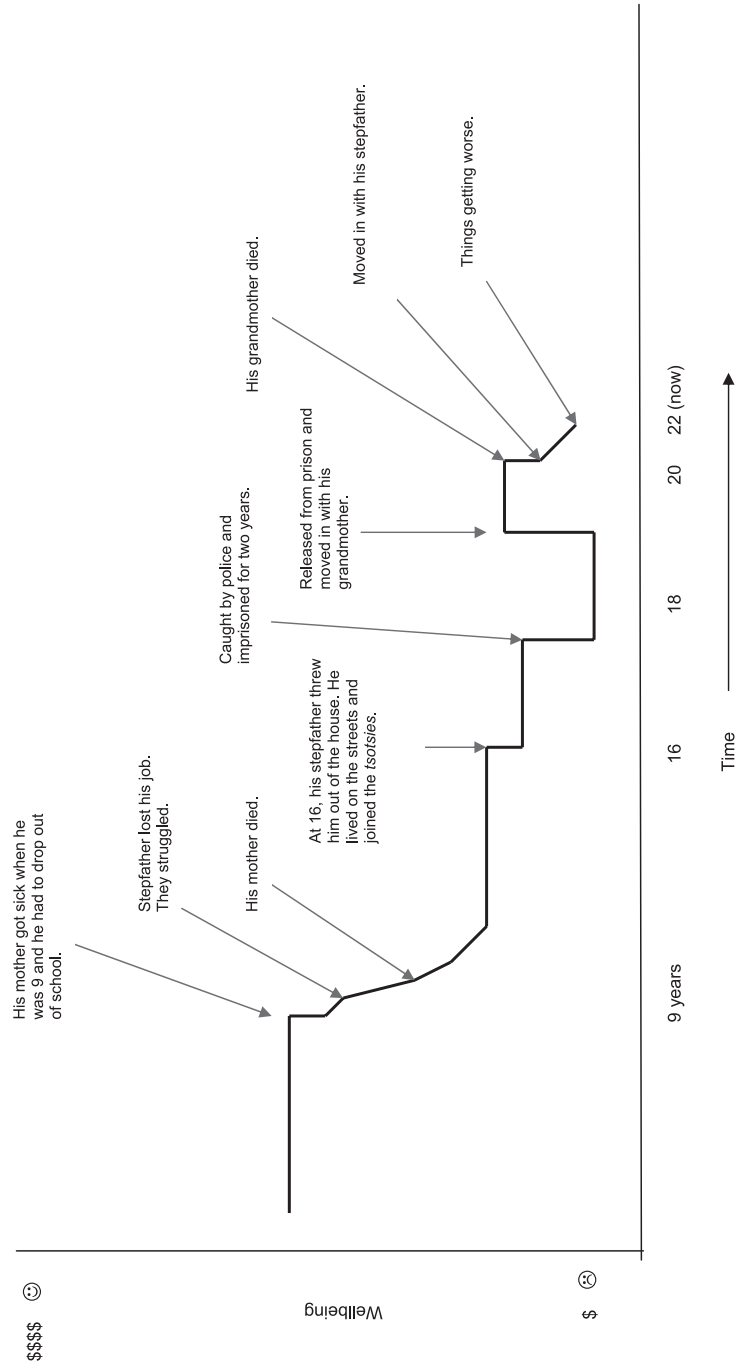 $$$$
Wellbeing
$
His mother got sick when he
was 9 and he had to drop out
of school.
Stepfather lost his job.
They struggled.
His mother died.
At 16, his stepfather threw
him out of the house. He
lived on the streets and
joined the tsotsies.
Caught by police and
imprisoned for two years.
Released from prison and
moved in with his
grandmother.
His grandmother died.
Moved in with his stepfather.
Things getting worse.
9 years
16
18
20
22 (now)
Time